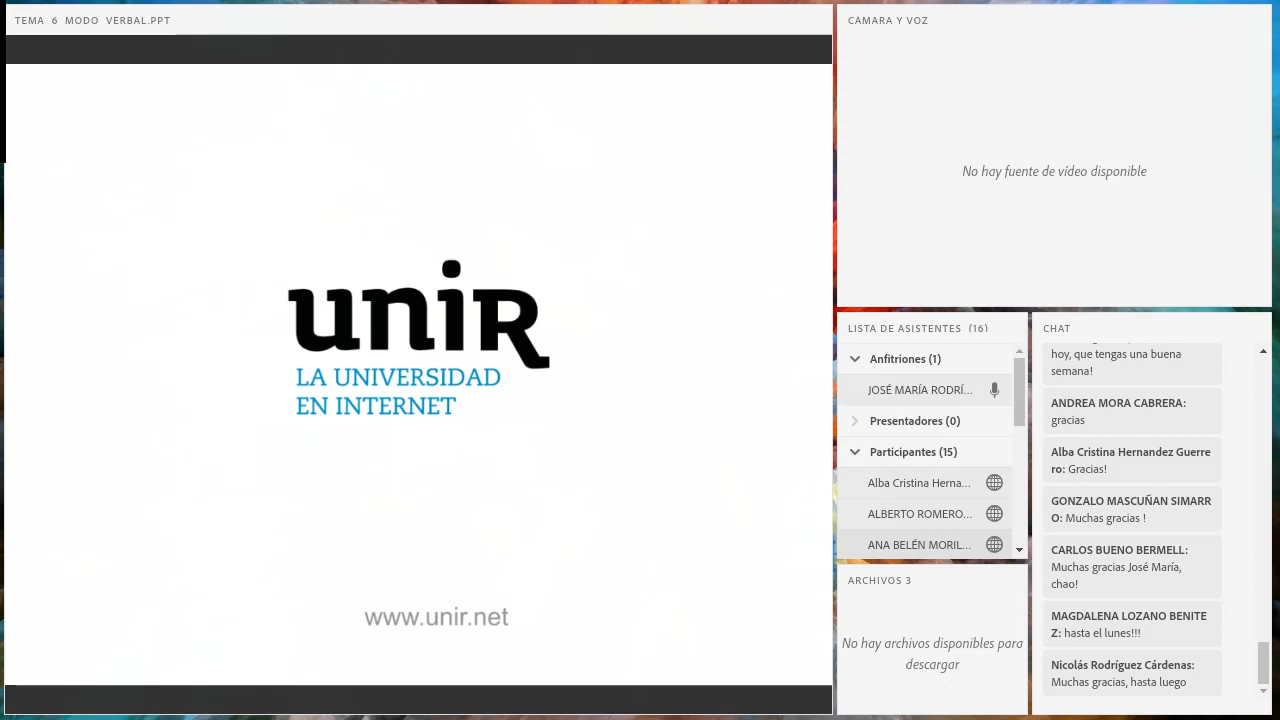 TEMA 6 MODO VERBAL.PPT
unir
LA UNIVERSIDAD
EN INTERNET
www.unir.net
CAMARA Y VOZ
No hay fuente de vídeo disponible
LISTA DE ASISTENTES (16)
Anfitriones (1)
JOSÉ MARÍA RODRÍ...
Presentadores (0)
Participantes (15)
Alba Cristina Herna...
ALBERTO ROMERO...
ANA BELÉN MORIL...
ARCHIVOS 3
No hay archivos disponibles para
descargar
CHAT
hoy, que tengas una buena
semana!
ANDREA MORA CABRERA:
gracias
Alba Cristina Hernandez Guerre
ro: Gracias!
GONZALO MASCUÑAN SIMARR
O: Muchas gracias !
CARLOS BUENO BERMELL:
Muchas gracias José María,
chao!
MAGDALENA LOZANO BENITE
Z: hasta el lunes!!!
Nicolás Rodríguez Cárdenas:
Muchas gracias, hasta luego